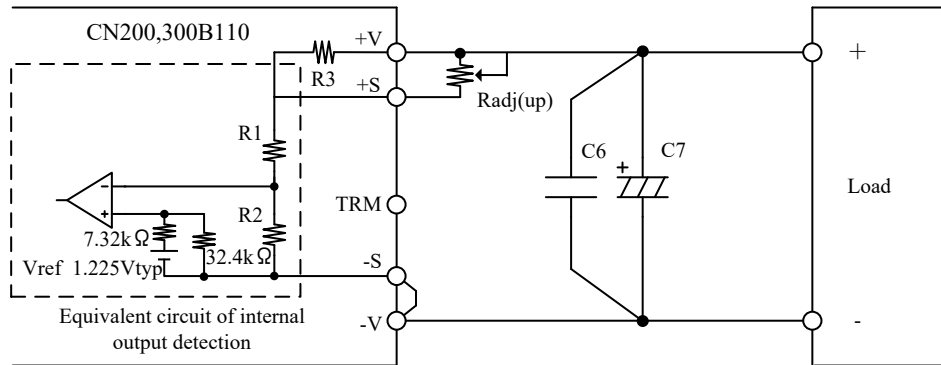 CN200,300B110
+V
R3
+S
R1
-
+
R2
TRM
7.32kΩ
32.4kΩ
Vref 1.225Vtyp
-S
-V
Equivalent circuit of internal
output detection
Radj(up)
C6
C7
+
+
Load
-